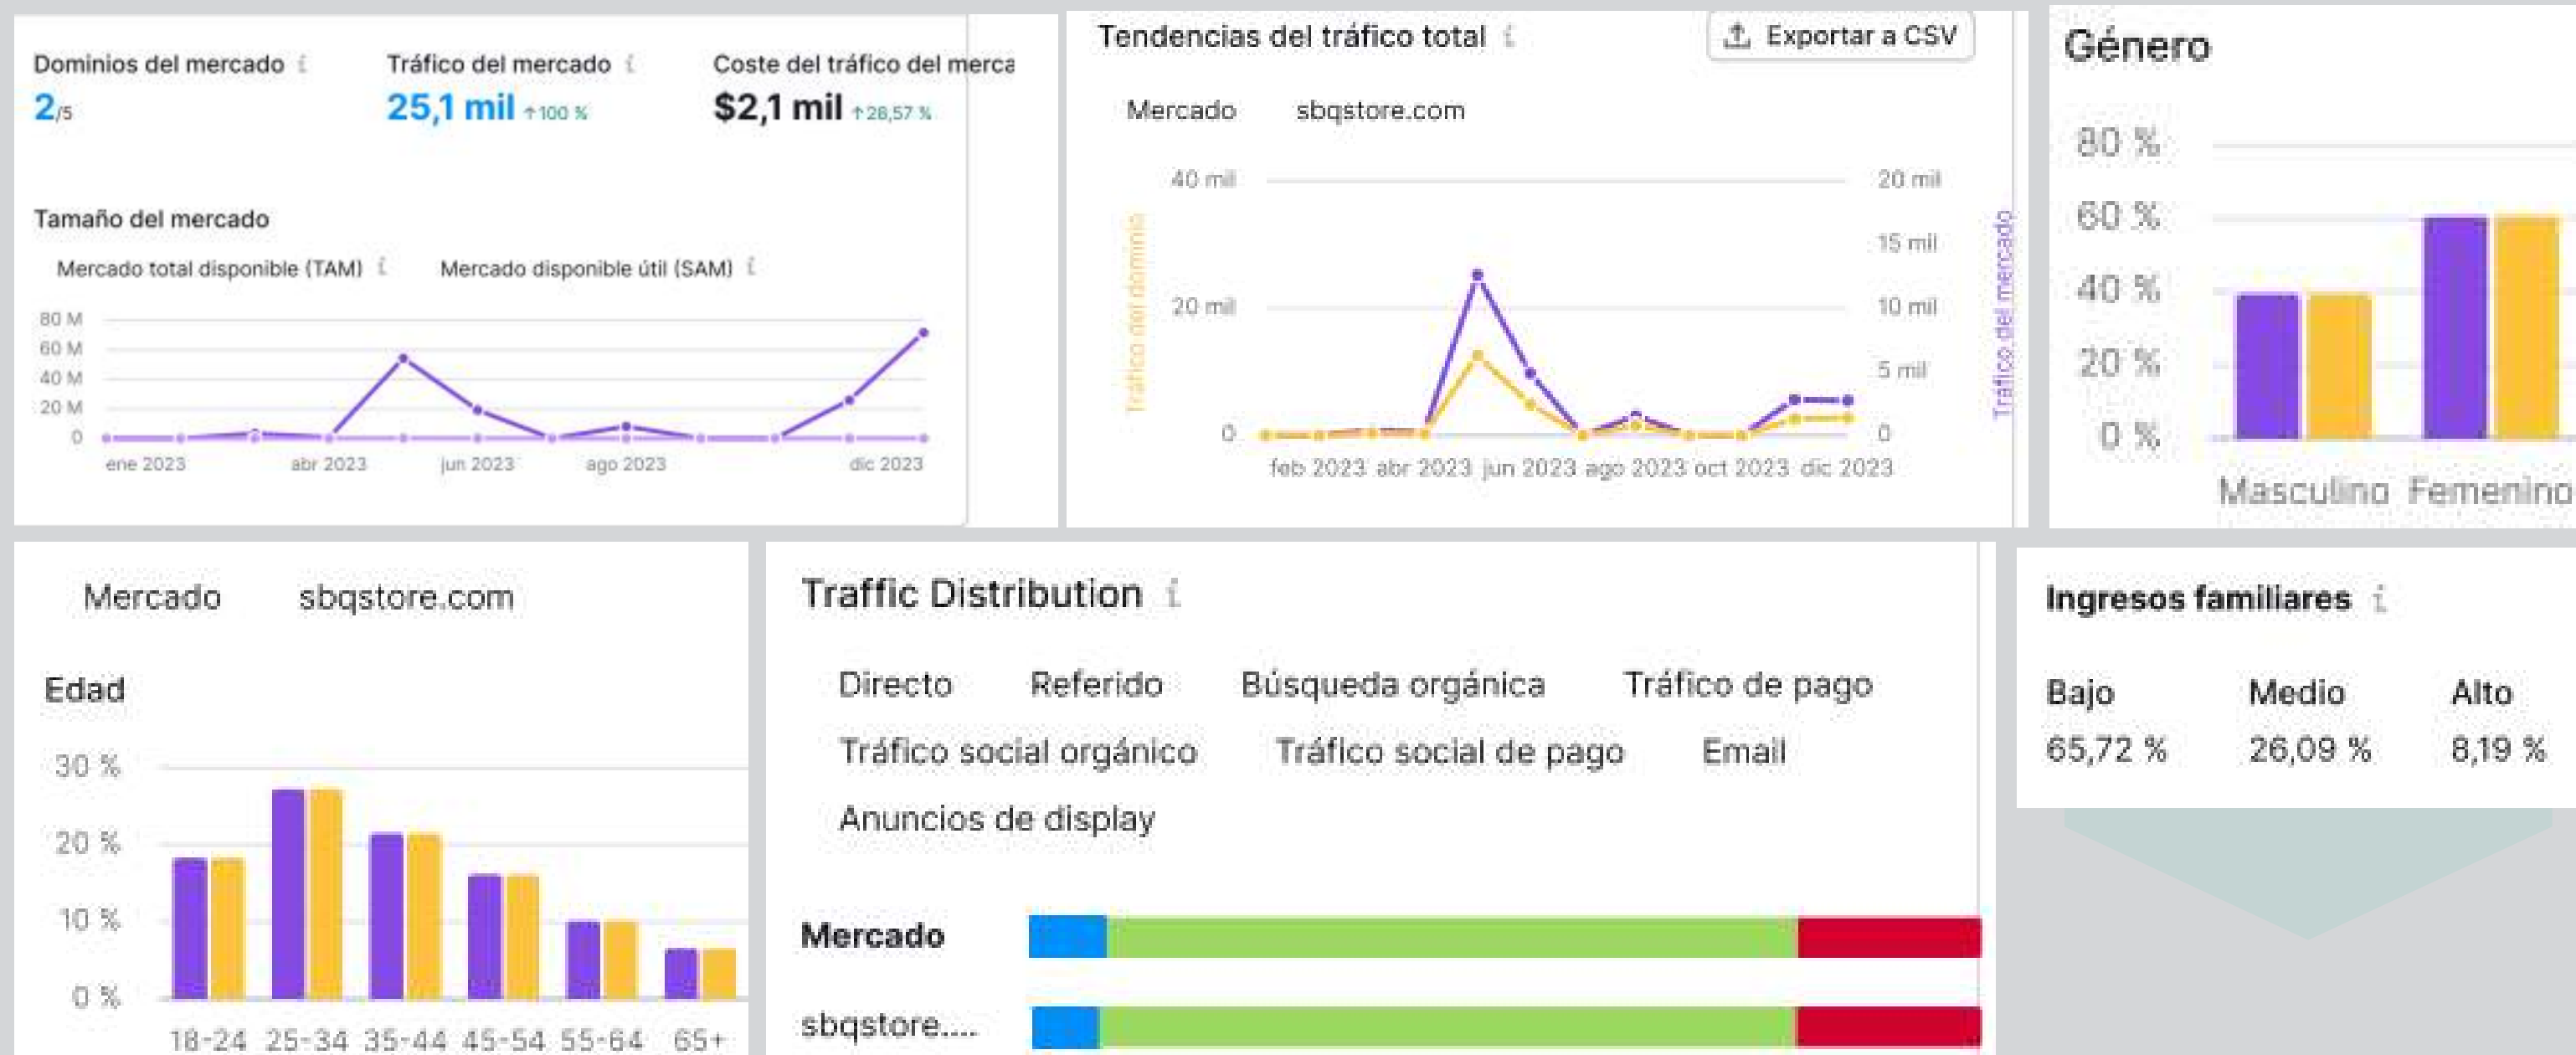 Dominios del mercado i
Tráfico del mercado i
Coste del tráfico del merca
2/5
25,1 mil ↑100 %
$2,1 mil ↑28,57 %
Tamaño del mercado
Mercado total disponible (TAM) i
Mercado disponible útil (SAM) i
80 M
60 M
40 M
20 M
0
ene 2023 abr 2023 jun 2023 ago 2023 dic 2023
Tendencias del tráfico total i
Exportar a CSV
Mercado sbqstore.com
40 mil
20 mil
0
Tráfico del dominio
20 mil
15 mil
10 mil
5 mil
0
Tráfico del mercado
feb 2023 abr 2023 jun 2023 ago 2023 oct 2023 dic 2023
Género
80 %
60 %
40 %
20 %
0 %
Masculino Femenino
Mercado sbqstore.com
Edad
30 %
20 %
10 %
0 %
18-24 25-34 35-44 45-54 55-64 65+
Traffic Distribution i
Directo Referido Búsqueda orgánica Tráfico de pago
Tráfico social orgánico Tráfico social de pago Email
Anuncios de display
Mercado
sbqstore....
Ingresos familiares i
Bajo Medio Alto
65,72 % 26,09 % 8,19 %